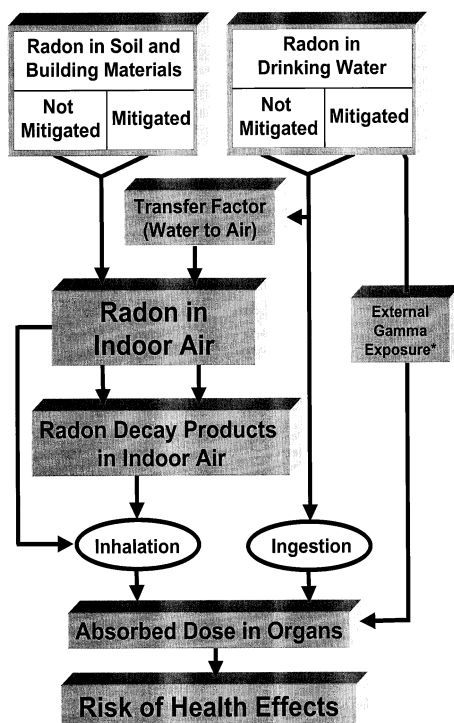 Radon in Soil and
Building Materials
Not
Mitigated
Mitigated
Radon in
Drinking Water
Not
Mitigated
Mitigated
Transfer Factor
(Water to Air)
Radon in
Indoor Air
External
Gamma
Exposure*
Radon Decay Products
in Indoor Air
Inhalation
Ingestion
Absorbed Dose in Organs
Risk of Health Effects